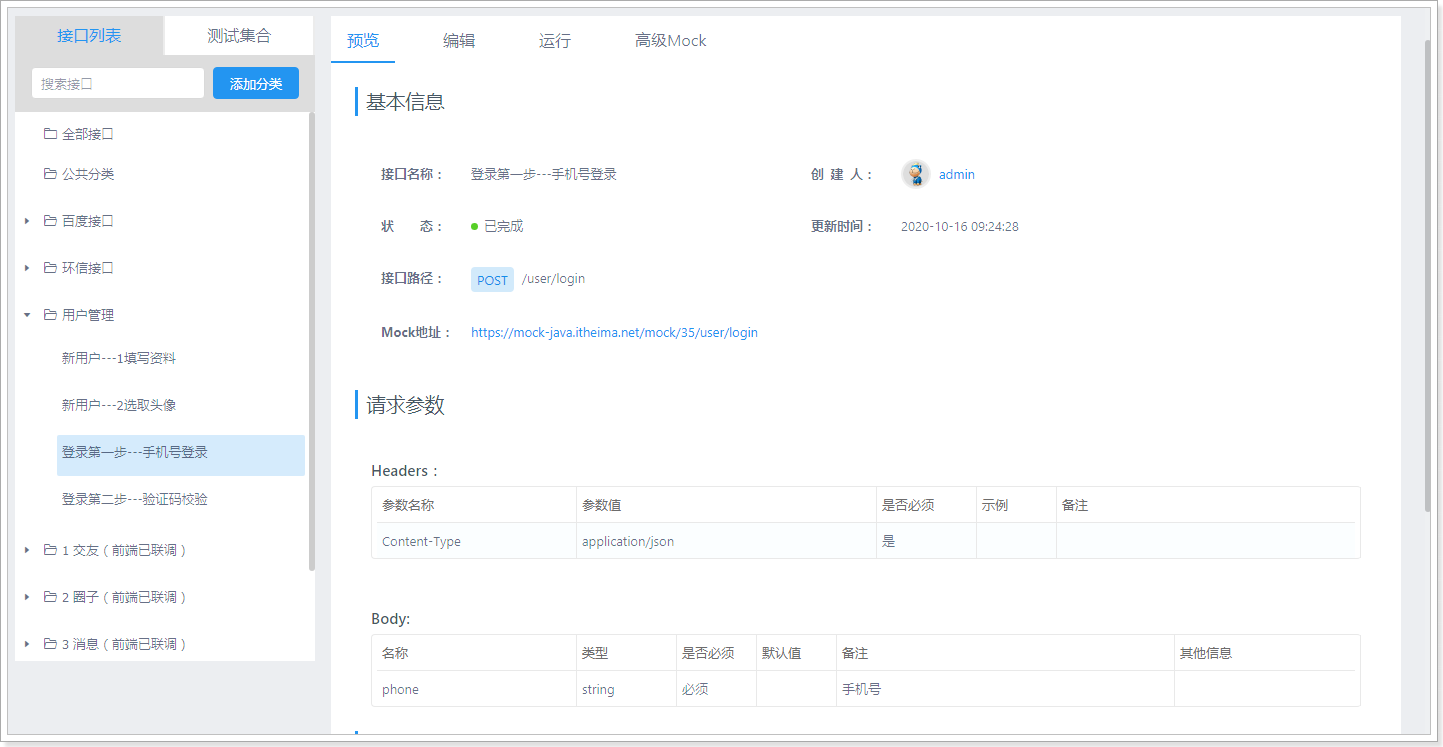 接口列表
测试集合
搜索接口
添加分类
全部接口
公共分类
百度接口
环信接口
用户管理
新用户---1填写资料
新用户---2选取头像
登录第一步---手机号登录
登录第二步---验证码校验
1 交友（前端已联调）
2 圈子（前端已联调）
3 消息（前端已联调）
预览 编辑 运行 高级Mock
基本信息
接口名称： 登录第一步---手机号登录 创 建 人： admin
状 态： 已完成 更新时间： 2020-10-16 09:24:28
接口路径： POST /user/login
Mock地址： https://mock-java.itheima.net/mock/35/user/login
请求参数
Headers：
参数名称 参数值 是否必须 示例 备注
Content-Type application/json 是
Body:
名称 类型 是否必须 默认值 备注 其他信息
phone string 必须 手机号